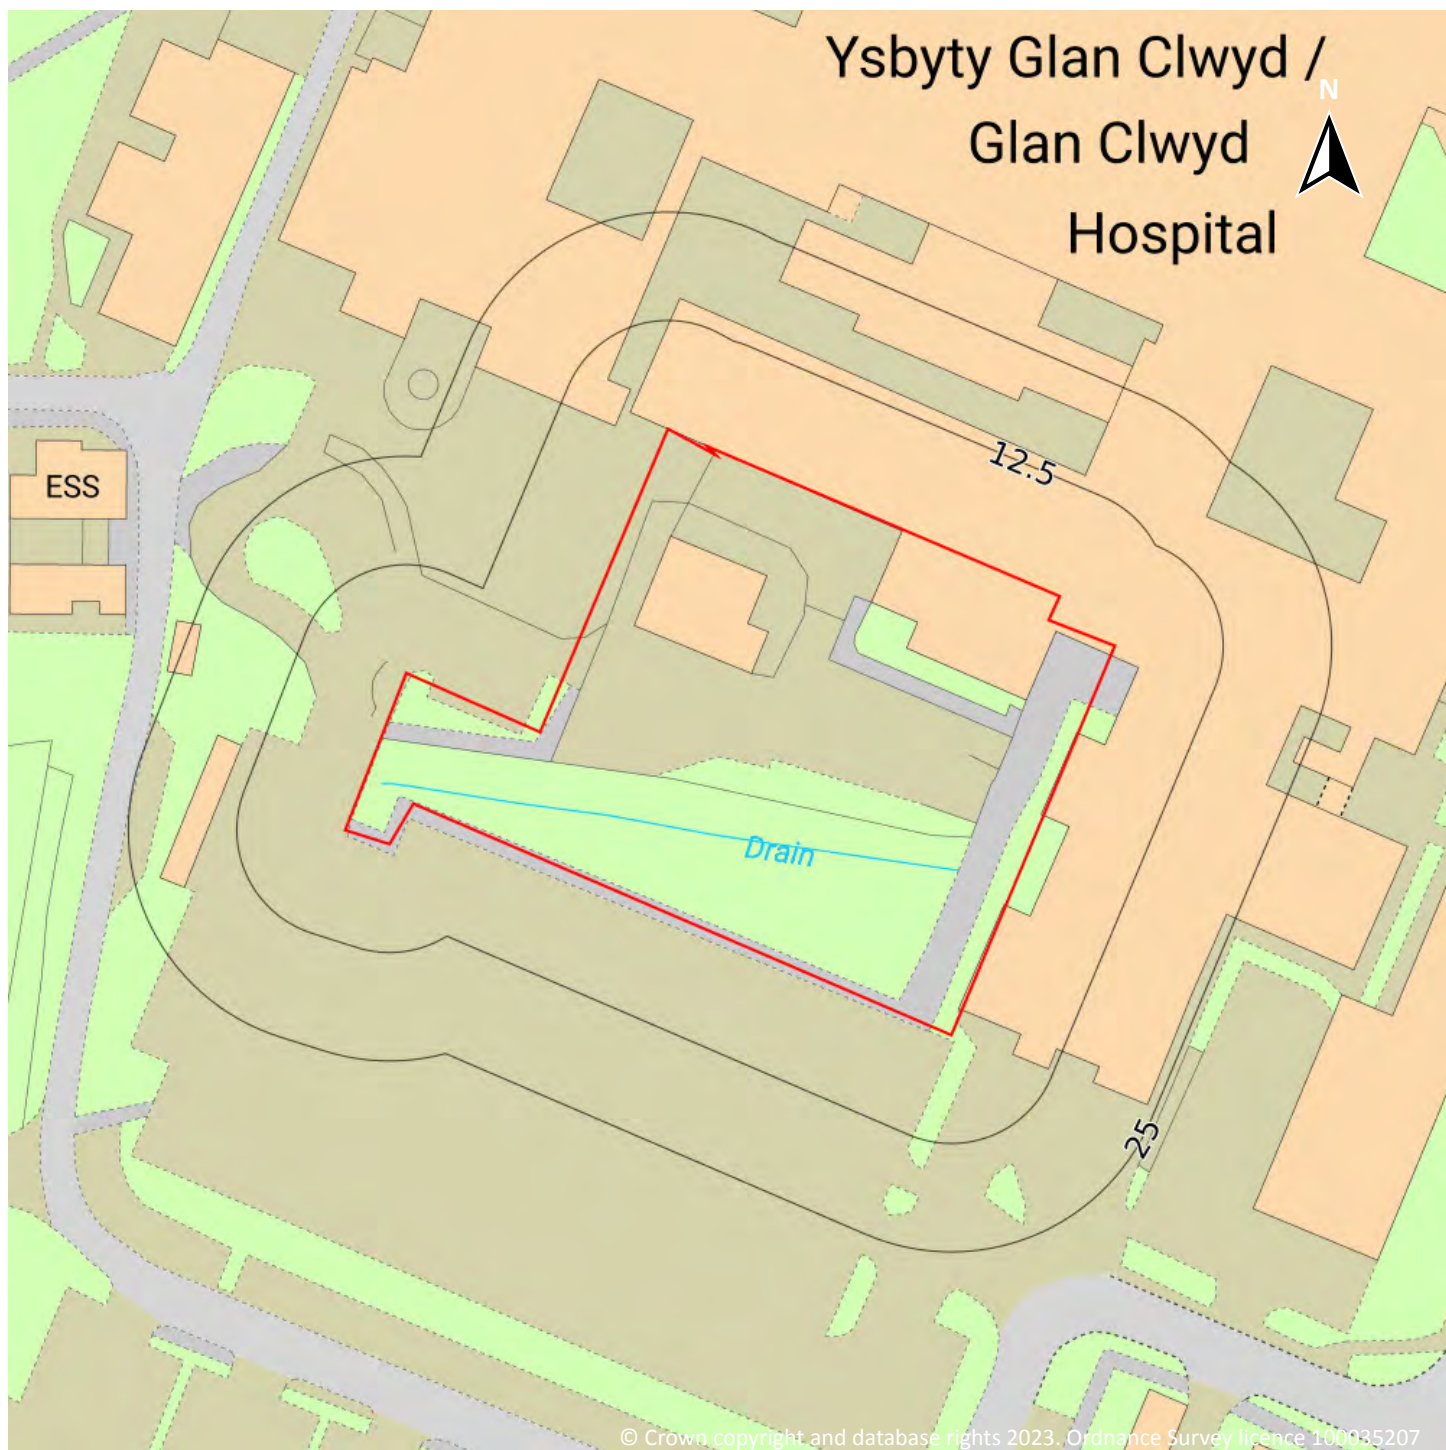 Ysbyty Glan Clwyd /
Glan Clwyd
Hospital
N
12.5
ESS
Drain
25
© Crown copyright and database rights 2023. Ordnance Survey licence 100035207